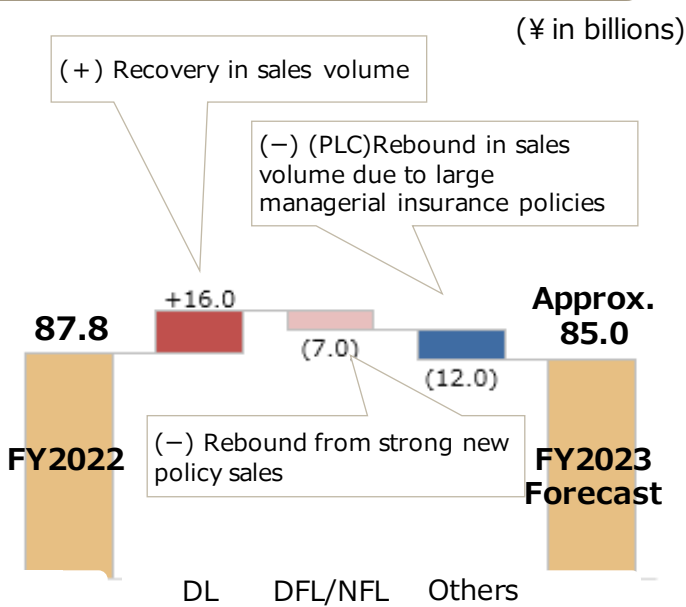 (¥ in billions)
(+) Recovery in sales volume
(−) (PLC)Rebound in sales
volume due to large
managerial insurance policies
87.8
+16.0
(7.0)
(12.0)
Approx.
85.0
(−) Rebound from strong new
policy sales
FY2022
FY2023
Forecast
DL
DFL/NFL
Others